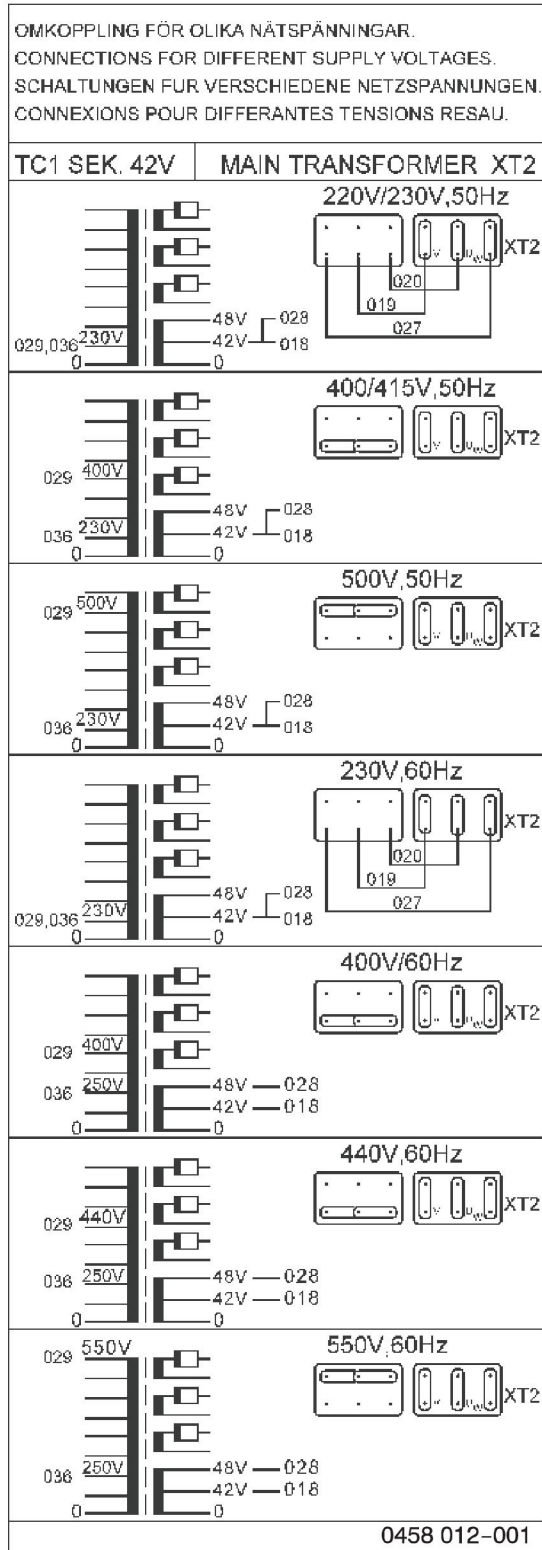 OMKOPPLING FÖR OLIKA NÄTSPÄNNINGAR.
CONNECTIONS FOR DIFFERENT SUPPLY VOLTAGES.
SCHALTUNGEN FUR VERSCHIEDENE NETZSPANNUNGEN.
CONNEXIONS POUR DIFFERANTES TENSIONS RESAU.
TC1 SEK. 42V MAIN TRANSFORMER XT2
220V/230V,50Hz
V U W XT2
020
019
027
48V 028
029,036 230V 42V 018
0 0
400/415V,50Hz
V U W XT2
029 400V
48V 028
036 230V 42V 018
0 0
500V,50Hz
029 500V
V U W XT2
48V 028
036 230V 42V 018
0 0
230V,60Hz
V U W XT2
020
019
027
48V 028
029,036 230V 42V 018
0 0
400V/60Hz
V U W XT2
029 400V
036 250V 48V 028
42V 018
0 0
440V,60Hz
V U W XT2
029 440V
036 250V 48V 028
42V 018
0 0
550V,60Hz
029 550V
V U W XT2
036 250V 48V 028
42V 018
0 0
0458 012-001